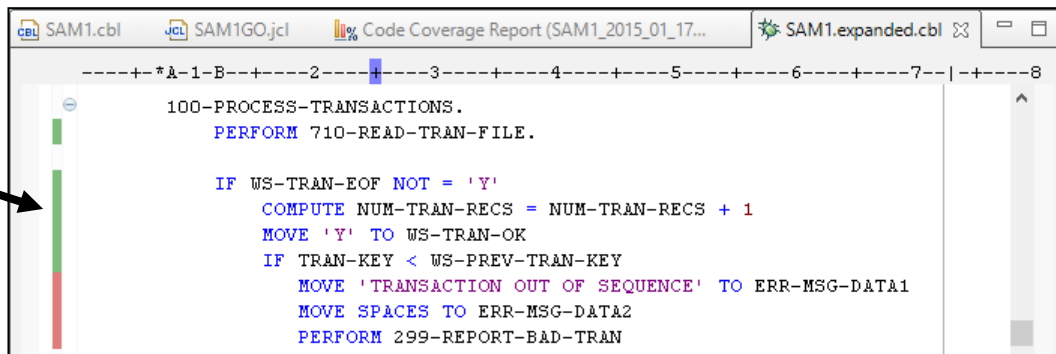 SAM1.cbl SAM1GO.jcl Code Coverage Report (SAM1_2015_01_17... SAM1.expanded.cbl
----+-*A-1-B--+----2----+----3----+----4----+----5----+----6----+----7--|-+----8
100-PROCESS-TRANSACTIONS.
PERFORM 710-READ-TRAN-FILE.
IF WS-TRAN-EOF NOT = 'Y'
COMPUTE NUM-TRAN-RECS = NUM-TRAN-RECS + 1
MOVE 'Y' TO WS-TRAN-OK
IF TRAN-KEY < WS-PREV-TRAN-KEY
MOVE 'TRANSACTION OUT OF SEQUENCE' TO ERR-MSG-DATA1
MOVE SPACES TO ERR-MSG-DATA2
PERFORM 299-REPORT-BAD-TRAN